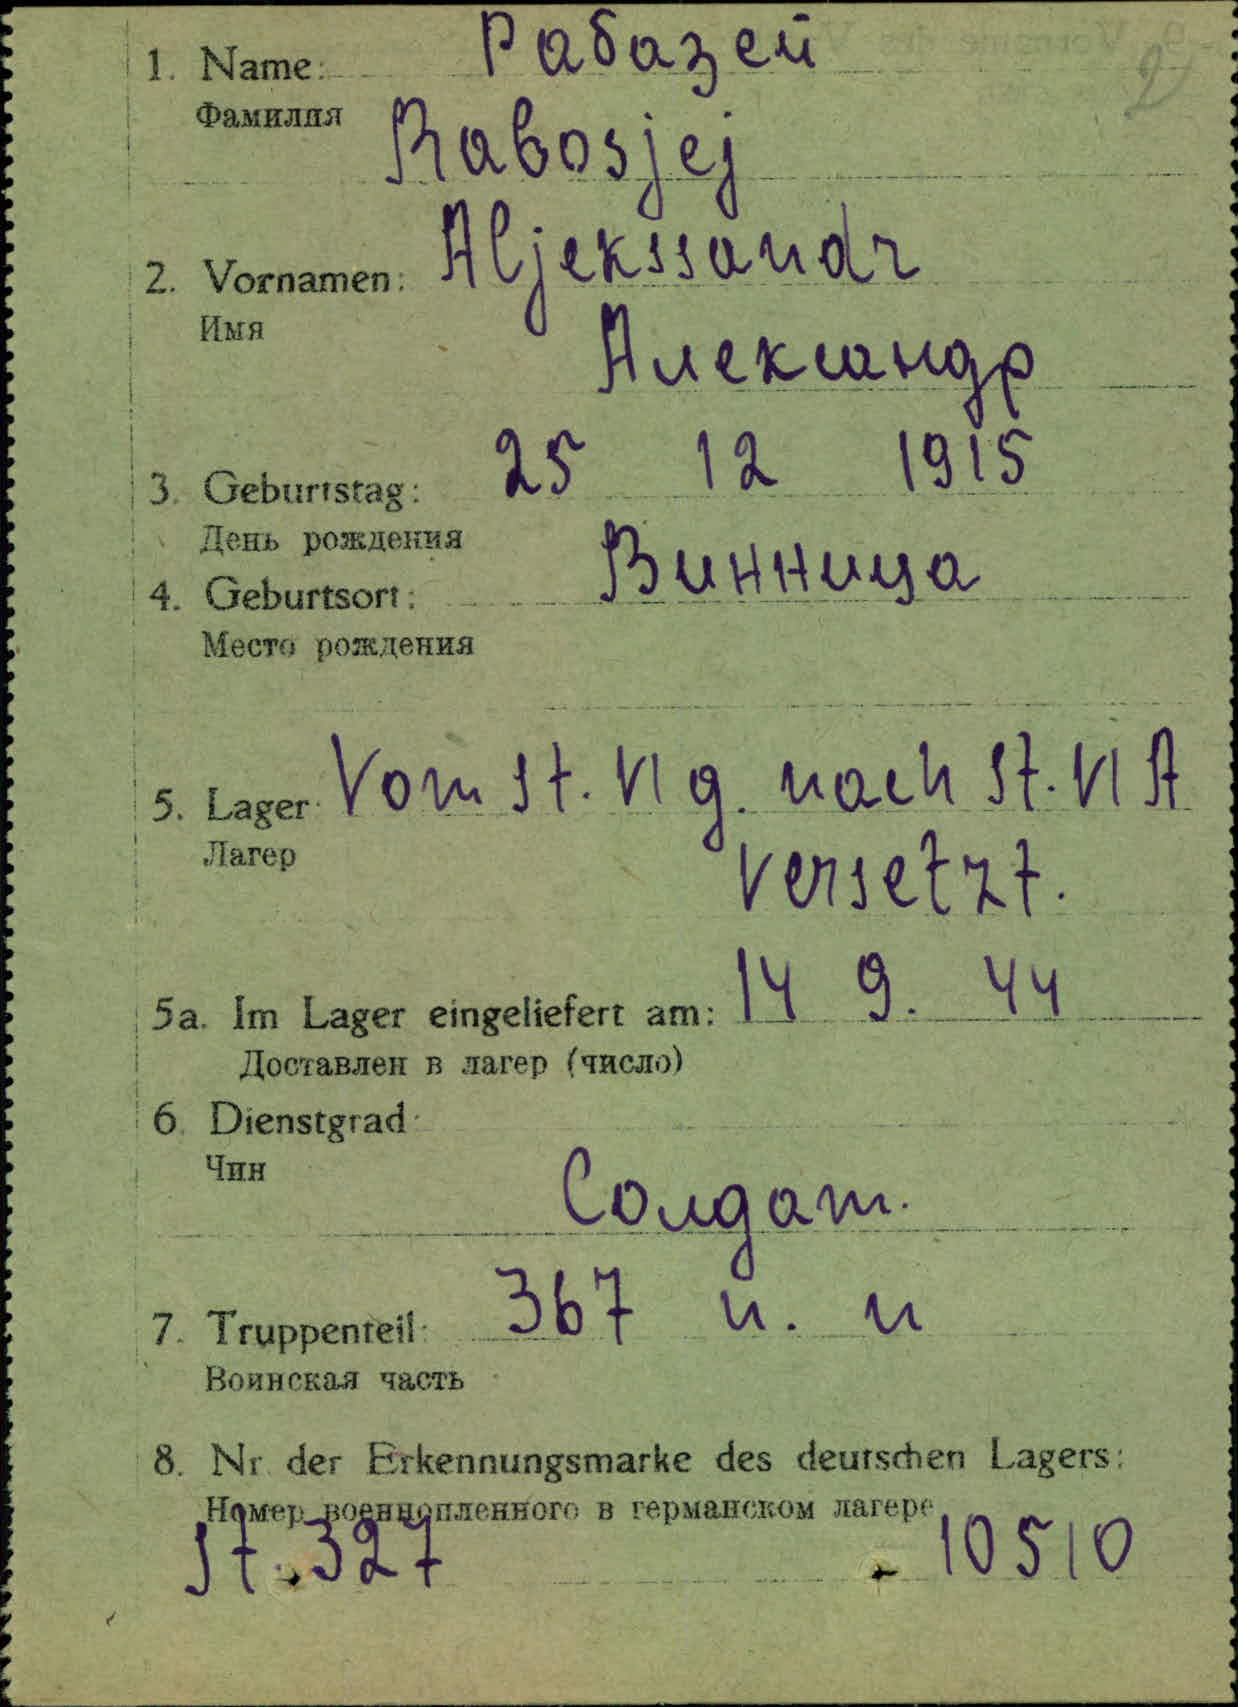 Рабазей
1. Name:
Фамилия
Rabosjej
Aljekssandr
2. Vornamen:
Имя
Александр
25 12 1915
3. Geburtstag:
День рождения
Винница
4. Geburtsort:
Место рождения
Vom St. VI g. nach St. VI A
5. Lager
Лагер
versetzt.
5a. Im Lager eingeliefert am: 14 9. 44
Доставлен в лагер (число)
6. Dienstgrad
Чин
Солдат.
7. Truppenteil: 367 п. п
Воинская часть
8. Nr. der Erkennungsmarke des deutschen Lagers:
Номер военнопленного в германском лагере
St. 327 - 10510